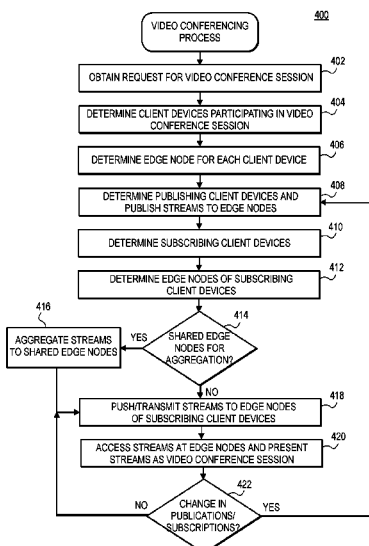 400
VIDEO CONFERENCING
PROCESS
402
OBTAIN REQUEST FOR VIDEO CONFERENCE SESSION
404
DETERMINE CLIENT DEVICES PARTICIPATING IN VIDEO
CONFERENCE SESSION
406
DETERMINE EDGE NODE FOR EACH CLIENT DEVICE
408
DETERMINE PUBLISHING CLIENT DEVICES AND
PUBLISH STREAMS TO EDGE NODES
410
DETERMINE SUBSCRIBING CLIENT DEVICES
412
DETERMINE EDGE NODES OF SUBSCRIBING
CLIENT DEVICES
414
SHARED EDGE
NODES FOR
AGGREGATION?
YES
416
AGGREGATE STREAMS
TO SHARED EDGE NODES
NO
418
PUSH/TRANSMIT STREAMS TO EDGE NODES
OF SUBSCRIBING CLIENT DEVICES
420
ACCESS STREAMS AT EDGE NODES AND PRESENT
STREAMS AS VIDEO CONFERENCE SESSION
422
NO
CHANGE IN
PUBLICATIONS/
SUBSCRIPTIONS?
YES